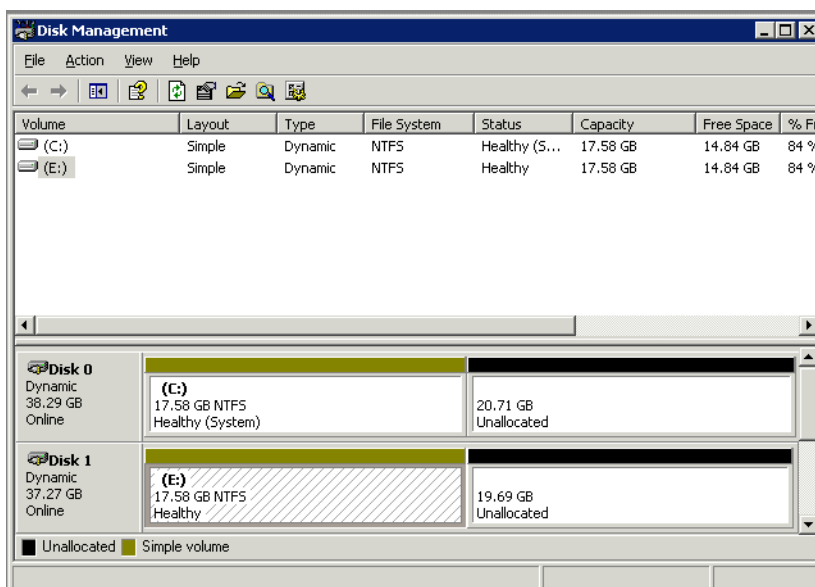 Disk Management
File Action View Help
Volume Layout Type File System Status Capacity Free Space % F
(C:) Simple Dynamic NTFS Healthy (S... 17.58 GB 14.84 GB 84 %
(E:) Simple Dynamic NTFS Healthy 17.58 GB 14.84 GB 84 %
Disk 0
Dynamic
38.29 GB
Online
(C:)
17.58 GB NTFS
Healthy (System)
20.71 GB
Unallocated
Disk 1
Dynamic
37.27 GB
Online
(E:)
17.58 GB NTFS
Healthy
19.69 GB
Unallocated
Unallocated Simple volume